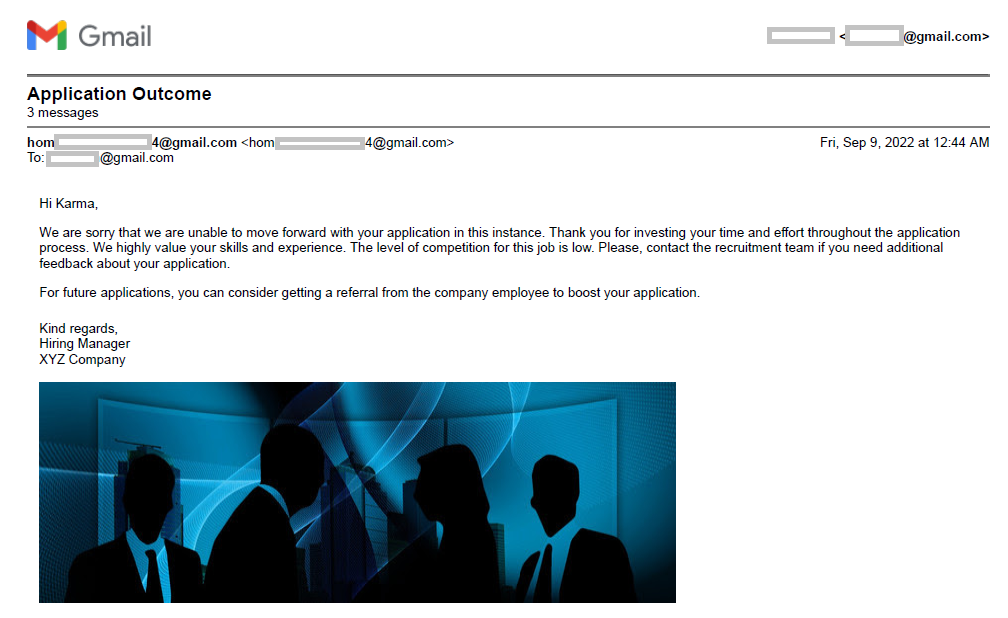 Gmail
< @gmail.com>
Application Outcome
3 messages
hom 4@gmail.com <hom 4@gmail.com> Fri, Sep 9, 2022 at 12:44 AM
To: @gmail.com
Hi Karma,
We are sorry that we are unable to move forward with your application in this instance. Thank you for investing your time and effort throughout the application
process. We highly value your skills and experience. The level of competition for this job is low. Please, contact the recruitment team if you need additional
feedback about your application.
For future applications, you can consider getting a referral from the company employee to boost your application.
Kind regards,
Hiring Manager
XYZ Company